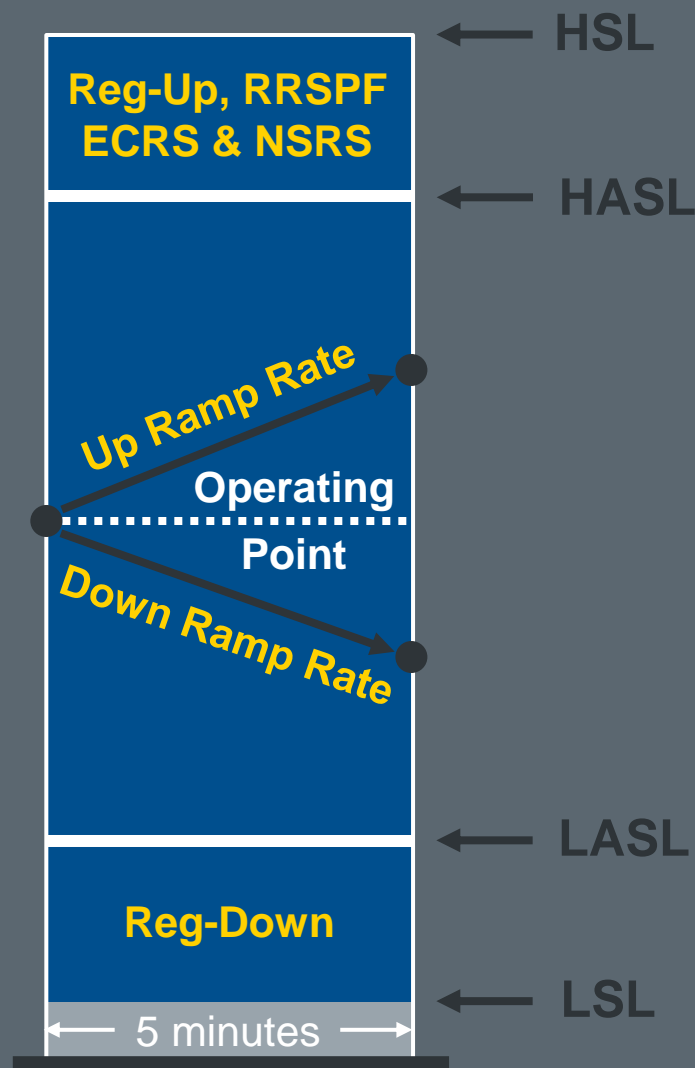 HSL
Reg-Up, RRSPF
ECRS & NSRS
HASL
Up Ramp Rate
Operating
Point
Down Ramp Rate
LASL
Reg-Down
LSL
5 minutes